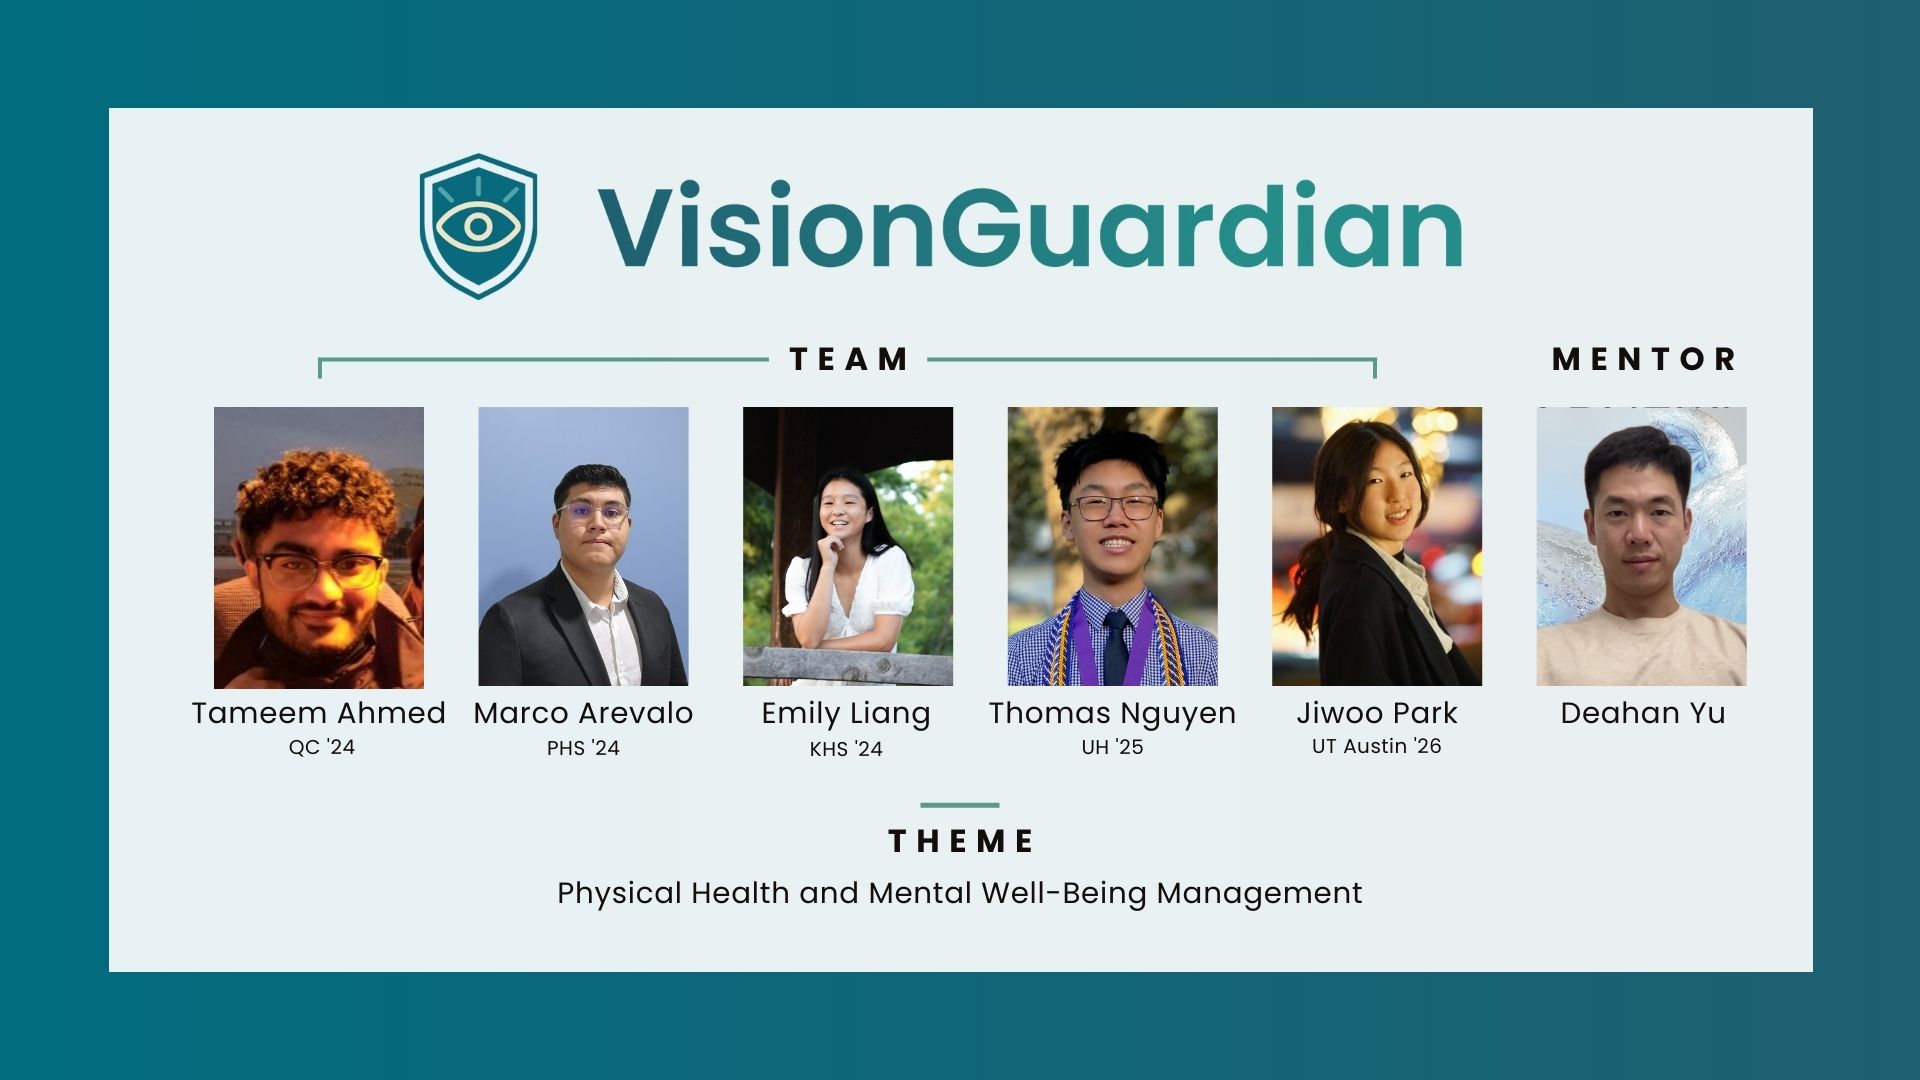 VisionGuardian
TEAM
MENTOR
Tameem Ahmed
QC '24
Marco Arevalo
PHS '24
Emily Liang
KHS '24
Thomas Nguyen
UH '25
Jiwoo Park
UT Austin '26
Deahan Yu
THEME
Physical Health and Mental Well-Being Management